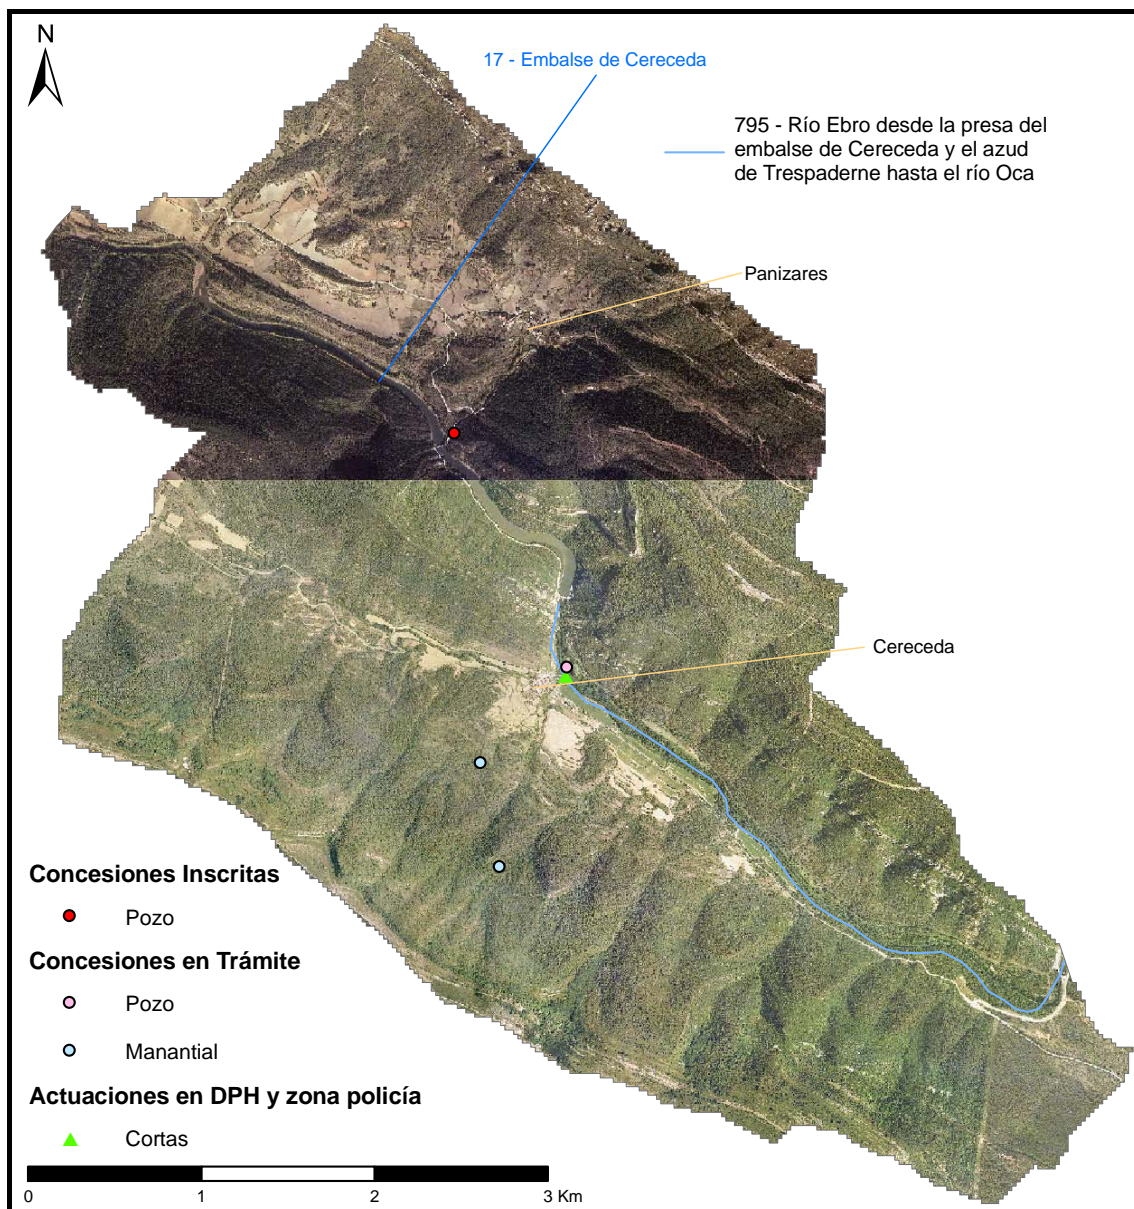 N
17 - Embalse de Cereceda
795 - Río Ebro desde la presa del
embalse de Cereceda y el azud
de Trespaderne hasta el río Oca
Panizares
Cereceda
Concesiones Inscritas
Pozo
Concesiones en Trámite
Pozo
Manantial
Actuaciones en DPH y zona policía
Cortas
0 1 2 3 Km